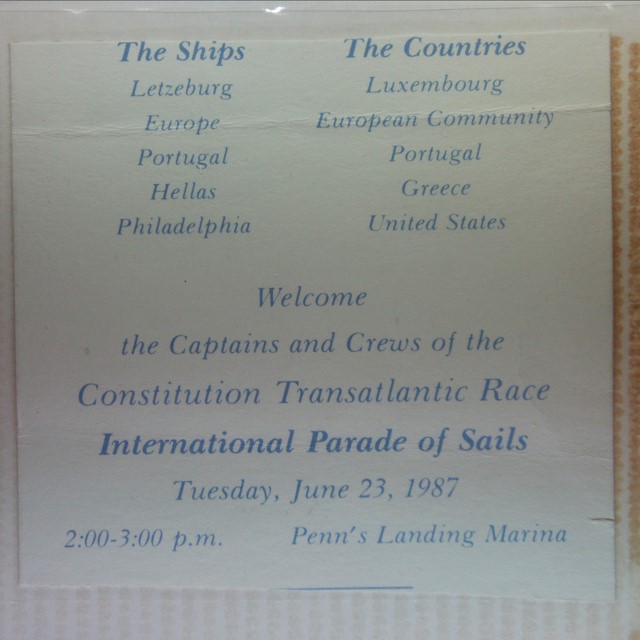 The Ships The Countries
Letzeburg Luxembourg
Europe European Community
Portugal Portugal
Hellas Greece
Philadelphia United States
Welcome
the Captains and Crews of the
Constitution Transatlantic Race
International Parade of Sails
Tuesday, June 23, 1987
2:00-3:00 p.m. Penn's Landing Marina